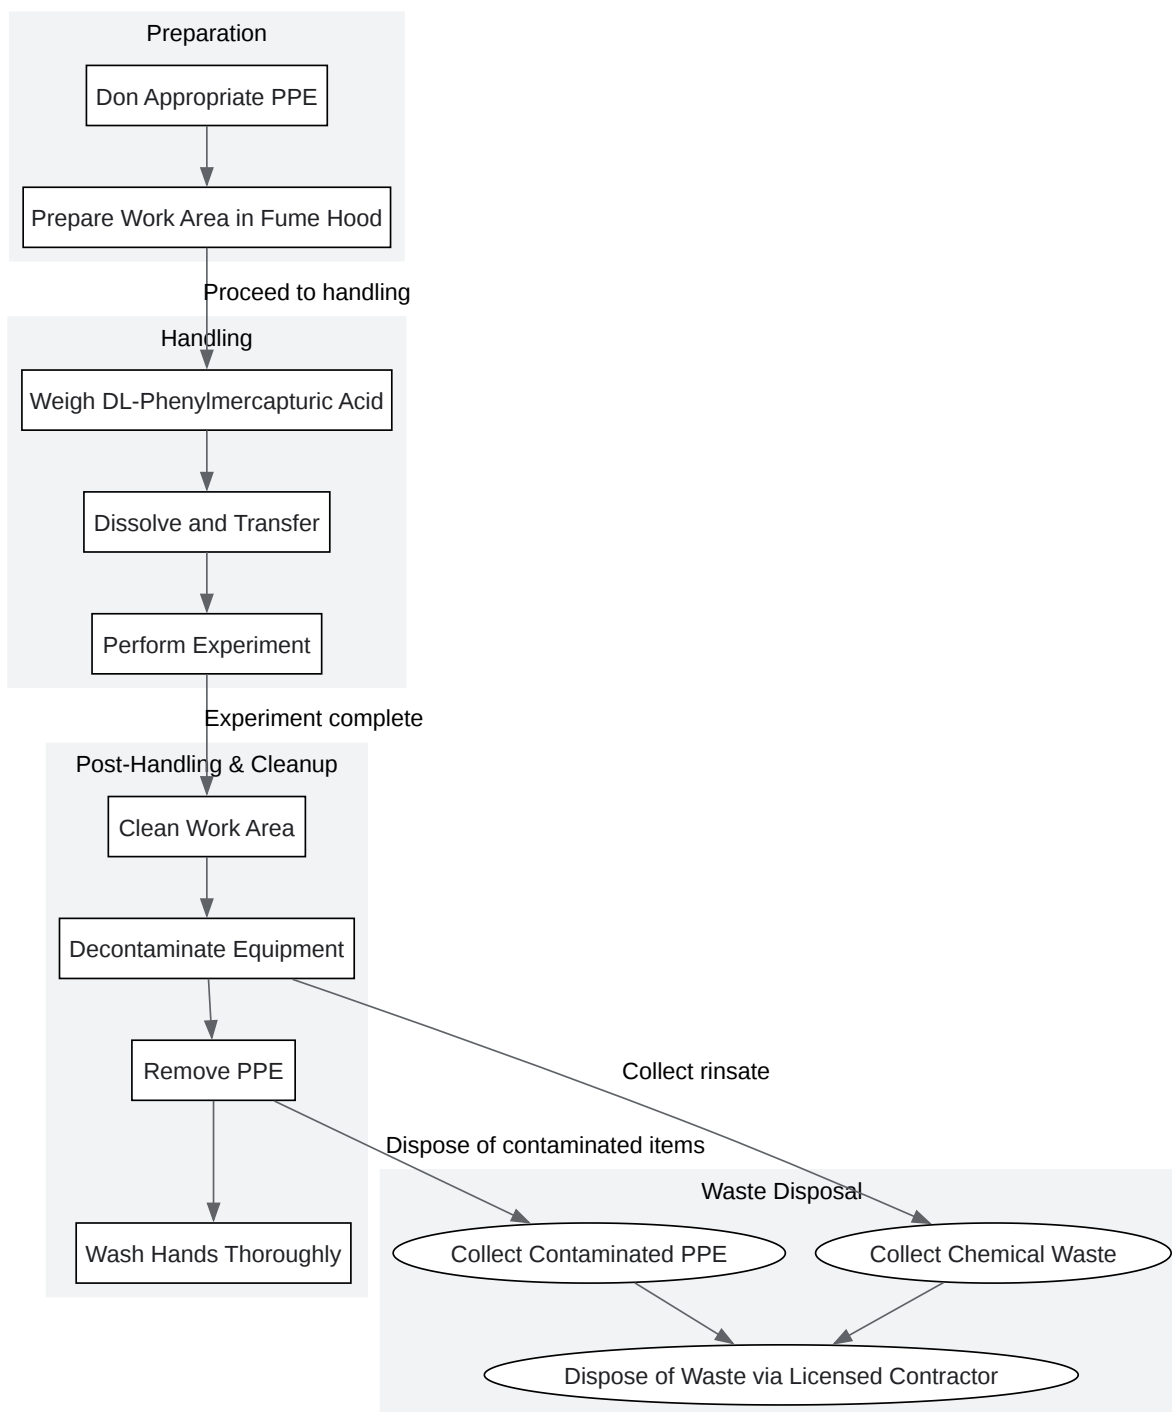 Preparation
Don Appropriate PPE
Prepare Work Area in Fume Hood
Proceed to handling
Handling
Weigh DL-Phenylmercapturic Acid
Dissolve and Transfer
Perform Experiment
Experiment complete
Post-Handling & Cleanup
Clean Work Area
Decontaminate Equipment
Remove PPE
Collect rinsate
Dispose of contaminated items
Waste Disposal
Wash Hands Thoroughly
Collect Contaminated PPE
Collect Chemical Waste
Dispose of Waste via Licensed Contractor